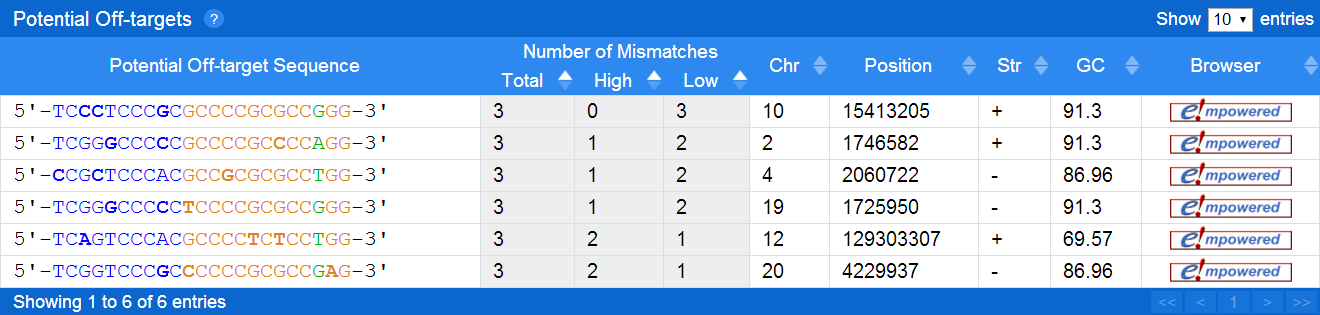 Potential Off-targets ? Show 10 entries
Number of Mismatches
Potential Off-target Sequence Total High Low Chr Position Str GC Browser
5'-TCCCTCCCGCGCCCCGCGCCGGG-3' 3 0 3 10 15413205 + 91.3 e!mpowered
5'-TCGGGCCCCCGCCCCGCCCCAGG-3' 3 1 2 2 1746582 + 91.3 e!mpowered
5'-CCGCTCCCACGCCGCGCGCCTGG-3' 3 1 2 4 2060722 - 86.96 e!mpowered
5'-TCGGGCCCCCTCCCCGCGCCGGG-3' 3 1 2 19 1725950 - 91.3 e!mpowered
5'-TCAGTCCCACGCCCCTCTCCTGG-3' 3 2 1 12 129303307 + 69.57 e!mpowered
5'-TCGGTCCCGCCCCCCGCGCCGAG-3' 3 2 1 20 4229937 - 86.96 e!mpowered
Showing 1 to 6 of 6 entries << < 1 > >>